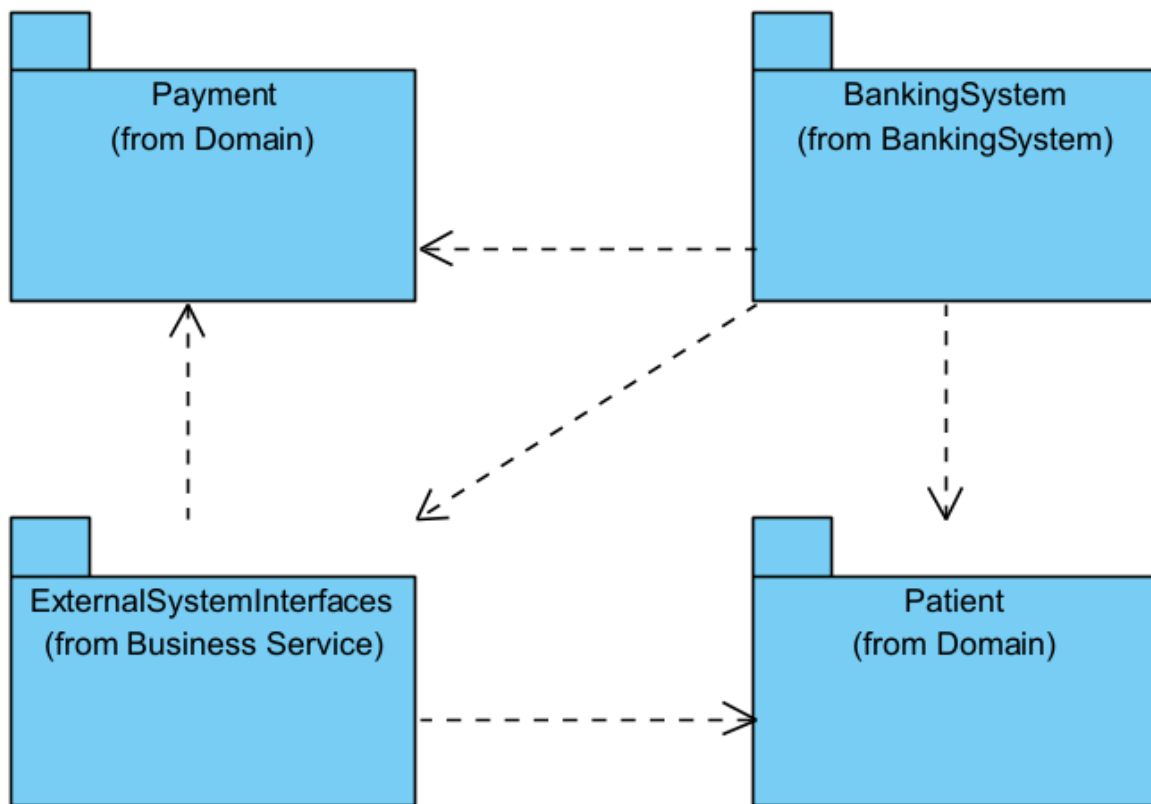 Payment
(from Domain)
BankingSystem
(from BankingSystem)
ExternalSystemInterfaces
(from Business Service)
Patient
(from Domain)